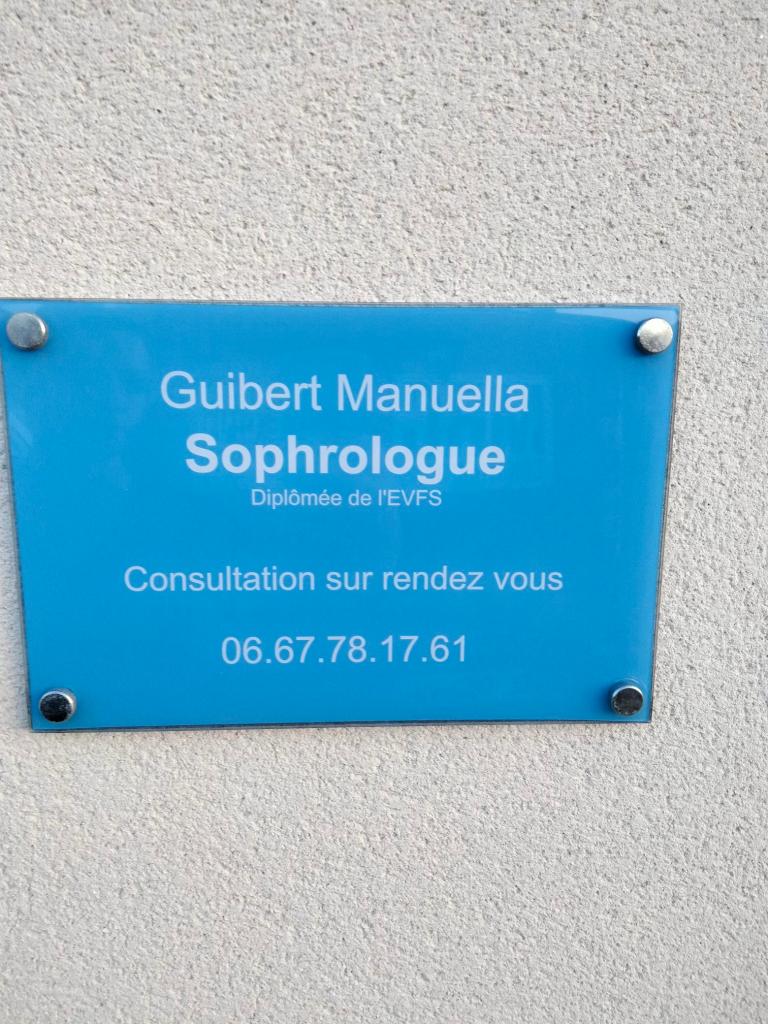 Guibert Manuella
Sophrologue
Diplômée de l'EVFS
Consultation sur rendez vous
06.67.78.17.61